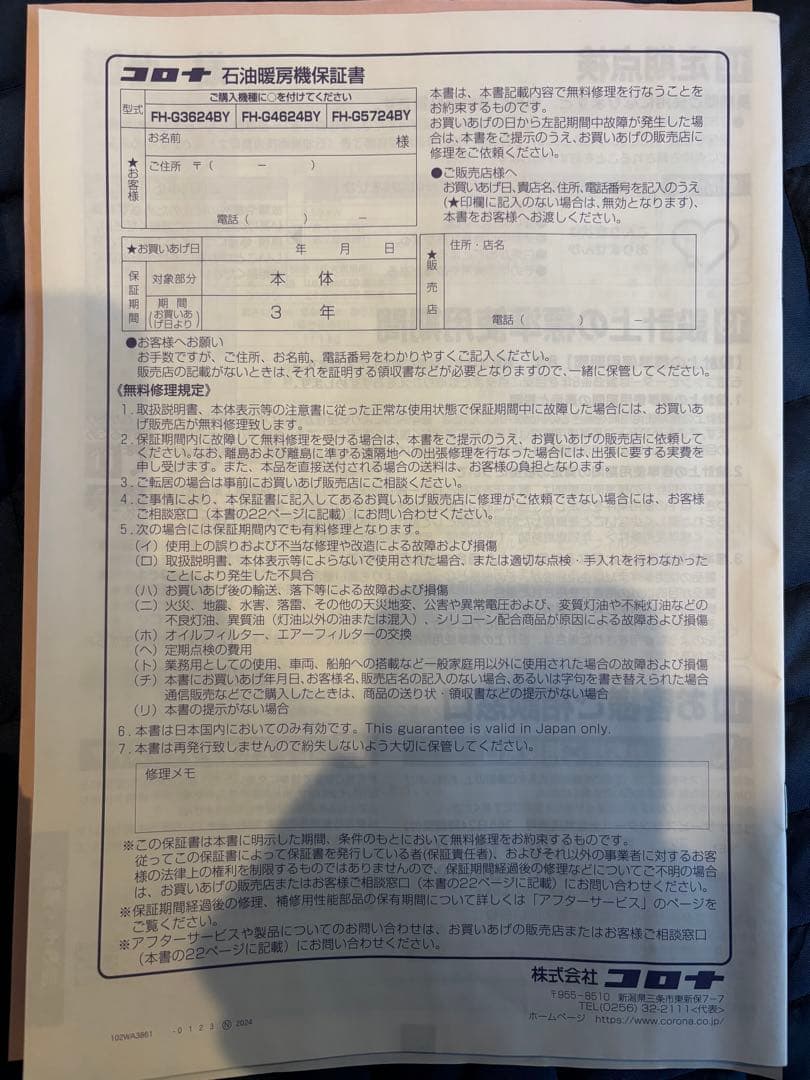 コロナ 石油暖房機保証書
型式
ご購入機種に○を付けてください
FH-G3624BY FH-G4624BY FH-G5724BY
★お客様
お名前
様
ご住所 〒( － )
電話( ) －
★お買いあげ日 年 月 日
保証期間
対象部分 本 体
期 間
(お買いあげ日より)
3 年
本書は、本書記載内容で無料修理を行なうことを
お約束するものです。
お買いあげの日から左記期間中故障が発生した場
合は、本書をご提示のうえ、お買いあげの販売店に
修理をご依頼ください。
●ご販売店様へ
お買いあげ日、貴店名、住所、電話番号を記入のうえ
(★印欄に記入のない場合は、無効となります)、
本書をお客様へお渡しください。
★販売店
住所・店名
電話( ) －
●お客様へお願い
お手数ですが、ご住所、お名前、電話番号をわかりやすくご記入ください。
販売店の記載がないときは、それを証明する領収書などが必要となりますので、一緒に保管してください。
《無料修理規定》
1.取扱説明書、本体表示等の注意書に従った正常な使用状態で保証期間中に故障した場合には、お買いあ
げ販売店が無料修理致します。
2.保証期間内に故障して無料修理を受ける場合は、本書をご提示のうえ、お買いあげの販売店に依頼して
ください。なお、離島および離島に準ずる遠隔地への出張修理を行なった場合には、出張に要する実費を
申し受けます。また、本品を直接送付される場合の送料は、お客様の負担となります。
3.ご転居の場合は事前にお買いあげ販売店にご相談ください。
4.ご事情により、本保証書に記入してあるお買いあげ販売店に修理がご依頼できない場合には、お客様
ご相談窓口(本書の22ページに記載)にお問い合わせください。
5.次の場合には保証期間内でも有料修理となります。
(イ)使用上の誤りおよび不当な修理や改造による故障および損傷
(ロ)取扱説明書、本体表示等によらないで使用された場合、または適切な点検・手入れを行わなかった
ことにより発生した不具合
(ハ)お買いあげ後の輸送、落下等による故障および損傷
(ニ)火災、地震、水害、落雷、その他の天災地変、公害や異常電圧および、変質灯油や不純灯油などの
不良灯油、異質油(灯油以外の油または混入)、シリコーン配合商品が原因による故障および損傷
(ホ)オイルフィルター、エアーフィルターの交換
(ヘ)定期点検の費用
(ト)業務用としての使用、車両、船舶への搭載など一般家庭用以外に使用された場合の故障および損傷
(チ)本書にお買いあげ年月日、お客様名、販売店名の記入のない場合、あるいは字句を書き替えられた場合
通信販売などでご購入したときは、商品の送り状・領収書などの提示がない場合
(リ)本書の提示がない場合
6.本書は日本国内においてのみ有効です。This guarantee is valid in Japan only.
7.本書は再発行致しませんので紛失しないよう大切に保管してください。
修理メモ
※この保証書は本書に明示した期間、条件のもとにおいて無料修理をお約束するものです。
従ってこの保証書によって保証書を発行している者(保証責任者)、およびそれ以外の事業者に対するお客
様の法律上の権利を制限するものではありませんので、保証期間経過後の修理などについてご不明の場合
は、お買いあげの販売店またはお客様ご相談窓口(本書の22ページに記載)にお問い合わせください。
※保証期間経過後の修理、補修用性能部品の保有期間について詳しくは「アフターサービス」のページを
ご覧ください。
※アフターサービスや製品についてのお問い合わせは、お買いあげの販売店またはお客様ご相談窓口
(本書の22ページに記載)にお問い合わせください。
株式会社 コロナ
〒955-8510 新潟県三条市東新保7-7
TEL(0256) 32-2111<代表>
ホームページ https://www.corona.co.jp/
102WA3861 -0123 Ⓝ 2024